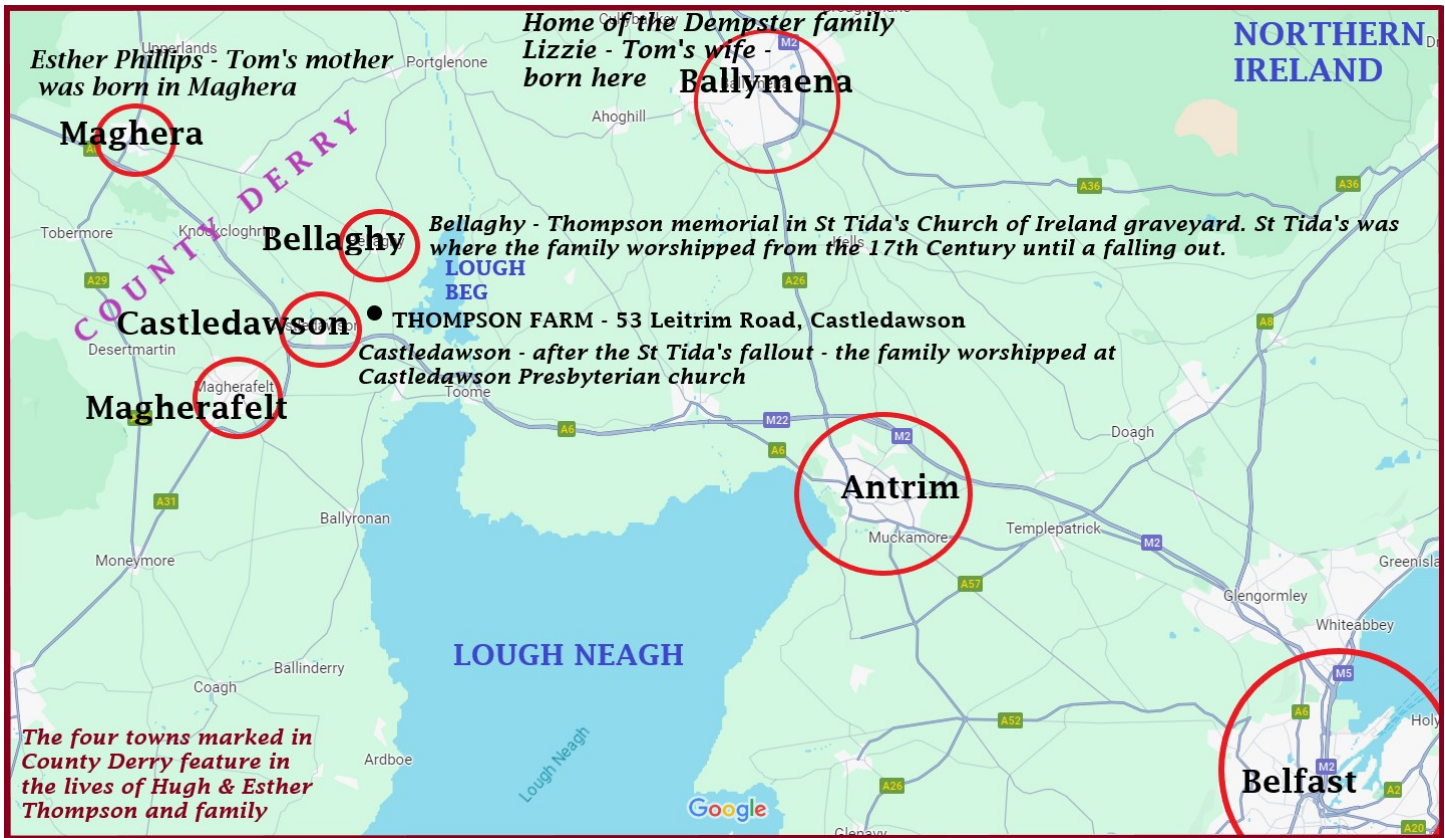 Cullybackey
Home of the Dempster family
Lizzie - Tom's wife -
born here
Ballymena
M2
NORTHERN
IRELAND
Upperlands
Esther Phillips - Tom's mother
was born in Maghera
Portglenone
Ahoghill
Maghera
COUNTY DERRY
A36
A36
Tobermore
Bellaghy
Bellaghy - Thompson memorial in St Tida's Church of Ireland graveyard. St Tida's was
where the family worshipped from the 17th Century until a falling out.
Kells
LOUGH
BEG
A29
A26
Castledawson
THOMPSON FARM - 53 Leitrim Road, Castledawson
A8
Desertmartin
Castledawson - after the St Tida's fallout - the family worshipped at
Castledawson Presbyterian church
Magherafelt
Magherafelt
Toome
A6
M22
M2
A6
Doagh
Antrim
A31
Ballyronan
Muckamore
Templepatrick
M2
Moneymore
A57
Glengormley
Whiteabbey
LOUGH NEAGH
Ballinderry
Coagh
M5
A6
A52
The four towns marked in
County Derry feature in
the lives of Hugh & Esther
Thompson and family
Ardboe
Lough Neagh
Google
A26
Belfast
M2
A2
A20
Glenavy